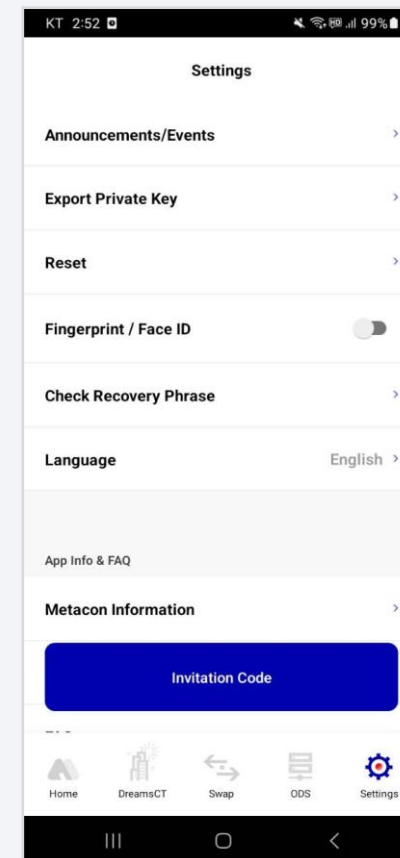 KT 2:52
99%
Settings
Announcements/Events
Export Private Key
Reset
Fingerprint / Face ID
Check Recovery Phrase
Language English
App Info & FAQ
Metacon Information
Invitation Code
Home DreamsCT Swap ODS Settings